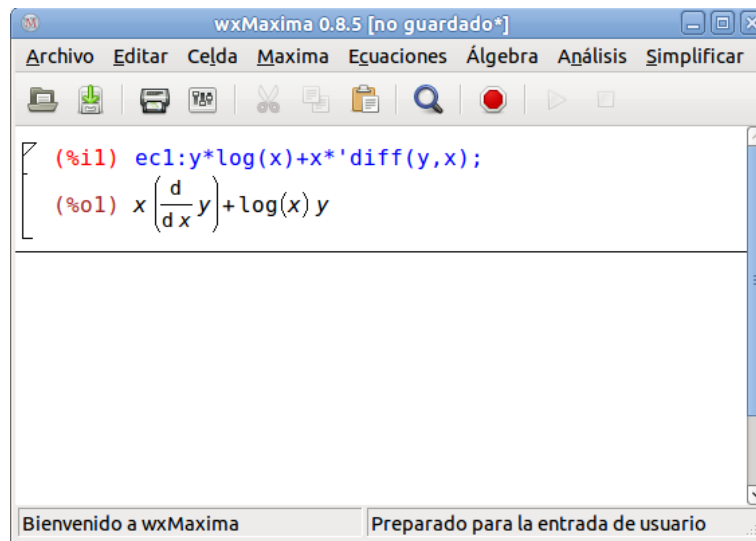 wxMaxima 0.8.5 [no guardado*]
Archivo Editar Celda Maxima Ecuaciones Álgebra Análisis Simplificar
(%i1) ec1:y*log(x)+x*'diff(y,x);
(%o1) x (d/dx y)+log(x) y
Bienvenido a wxMaxima Preparado para la entrada de usuario